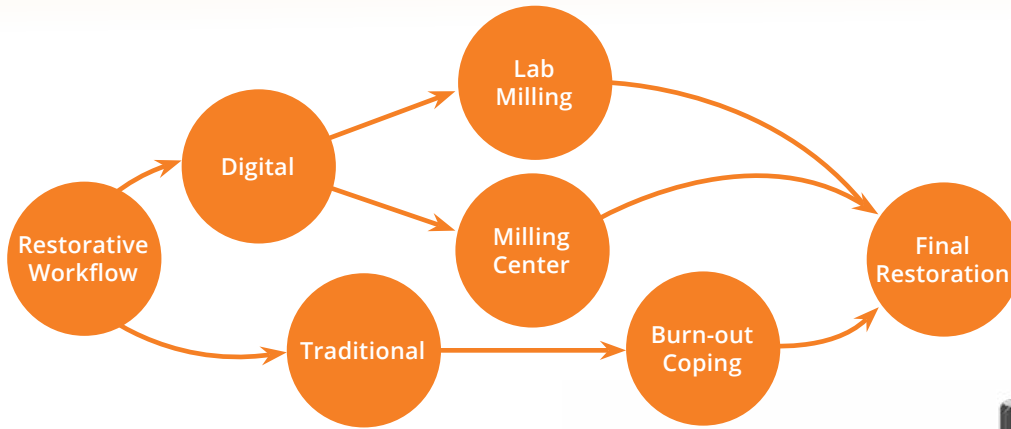 Restorative
Workflow
Digital
Lab
Milling
Milling
Center
Traditional
Burn-out
Coping
Final
Restoration